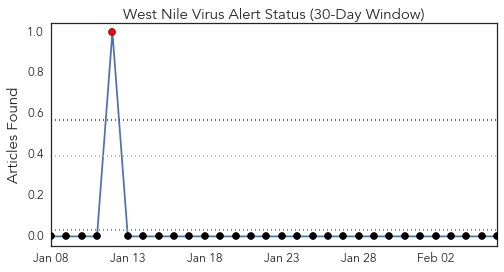 West Nile Virus Alert Status (30-Day Window)
Articles Found
1.0
0.8
0.6
0.4
0.2
0.0
Jan 08 Jan 13 Jan 18 Jan 23 Jan 28 Feb 02